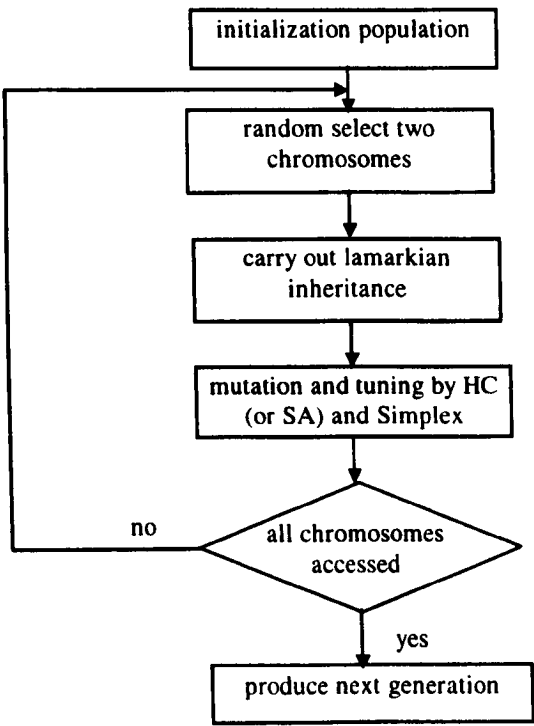 initialization population
random select two
chromosomes
carry out lamarkian
inheritance
mutation and tuning by HC
(or SA) and Simplex
no
all chromosomes
accessed
yes
produce next generation